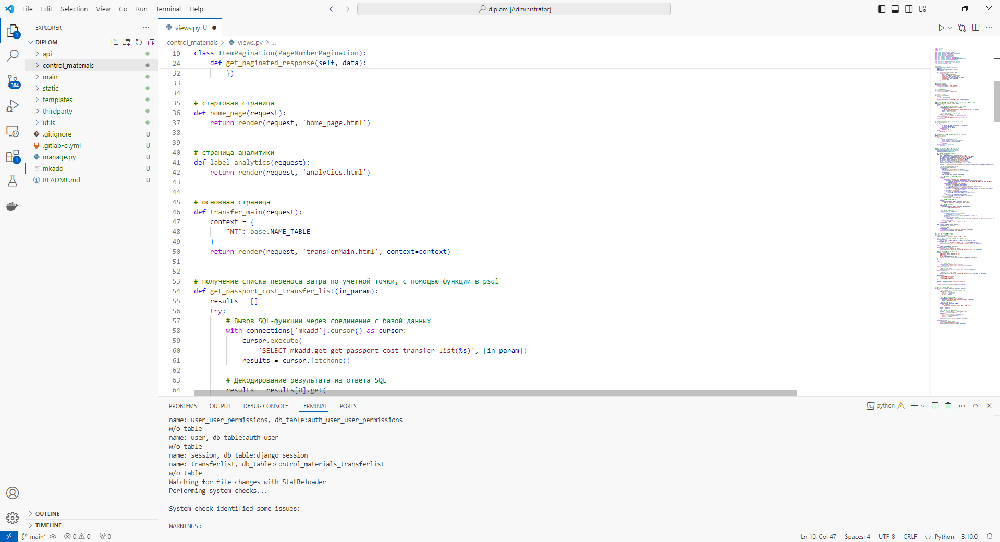 File Edit Selection View Go Run Terminal Help
diplom [Administrator]
EXPLORER
DIPLOM
api
control_materials
main
static
templates
thirdparty
utils
.gitignore U
.gitlab-ci.yml U
manage.py U
mkadd U
README.md U
OUTLINE
TIMELINE
1
304
1
views.py U
control_materials > views.py > ...
19 class ItemPagination(PageNumberPagination):
24 def get_paginated_response(self, data):
32 })
33
34
35 # стартовая страница
36 def home_page(request):
37 return render(request, 'home_page.html')
38
39
40 # страница аналитики
41 def label_analytics(request):
42 return render(request, 'analytics.html')
43
44
45 # основная страница
46 def transfer_main(request):
47 context = {
48 "NT": base.NAME_TABLE
49 }
50 return render(request, 'transferMain.html', context=context)
51
52
53 # получение списка переноса затра по учётной точки, с помощью функции в psql
54 def get_passport_cost_transfer_list(in_param):
55 results = []
56 try:
57 # Вызов SQL-функции через соединение с базой данных
58 with connections['mkadd'].cursor() as cursor:
59 cursor.execute(
60 'SELECT mkadd.get_get_passport_cost_transfer_list(%s)', [in_param])
61 results = cursor.fetchone()
62
63 # Декодирование результата из ответа SQL
64 results = results[0].get(
PROBLEMS OUTPUT DEBUG CONSOLE TERMINAL PORTS
python
name: user_user_permissions, db_table:auth_user_user_permissions
w/o table
name: user, db_table:auth_user
w/o table
name: session, db_table:django_session
name: transferlist, db_table:control_materials_transferlist
w/o table
Watching for file changes with StatReloader
Performing system checks...
System check identified some issues:
WARNINGS:
main* 0 0 0
Ln 10, Col 47 Spaces: 4 UTF-8 CRLF {} Python 3.10.0